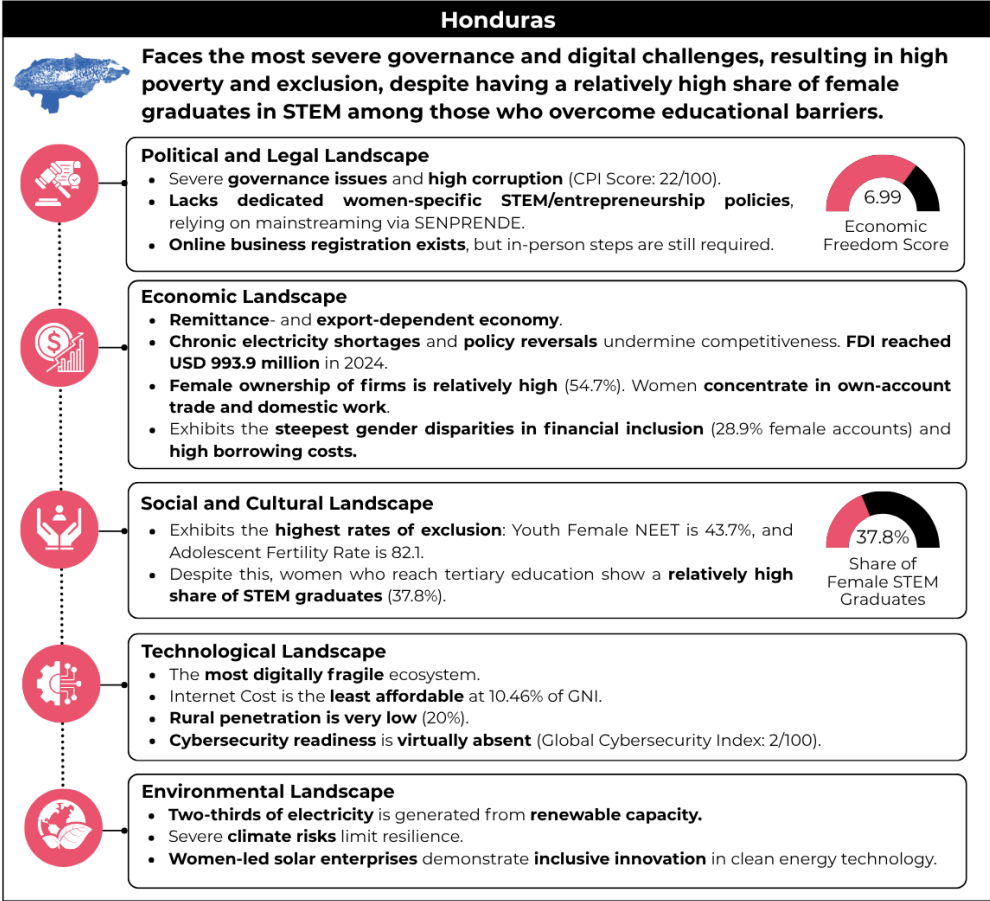 Honduras
Faces the most severe governance and digital challenges, resulting in high
poverty and exclusion, despite having a relatively high share of female
graduates in STEM among those who overcome educational barriers.
Political and Legal Landscape
• Severe governance issues and high corruption (CPI Score: 22/100).
• Lacks dedicated women-specific STEM/entrepreneurship policies,
relying on mainstreaming via SENPRENDE.
• Online business registration exists, but in-person steps are still required.
6.99
Economic
Freedom Score
Economic Landscape
• Remittance- and export-dependent economy.
• Chronic electricity shortages and policy reversals undermine competitiveness. FDI reached
USD 993.9 million in 2024.
• Female ownership of firms is relatively high (54.7%). Women concentrate in own-account
trade and domestic work.
• Exhibits the steepest gender disparities in financial inclusion (28.9% female accounts) and
high borrowing costs.
Social and Cultural Landscape
• Exhibits the highest rates of exclusion: Youth Female NEET is 43.7%, and
Adolescent Fertility Rate is 82.1.
• Despite this, women who reach tertiary education show a relatively high
share of STEM graduates (37.8%).
37.8%
Share of
Female STEM
Graduates
Technological Landscape
• The most digitally fragile ecosystem.
• Internet Cost is the least affordable at 10.46% of GNI.
• Rural penetration is very low (20%).
• Cybersecurity readiness is virtually absent (Global Cybersecurity Index: 2/100).
Environmental Landscape
• Two-thirds of electricity is generated from renewable capacity.
• Severe climate risks limit resilience.
• Women-led solar enterprises demonstrate inclusive innovation in clean energy technology.